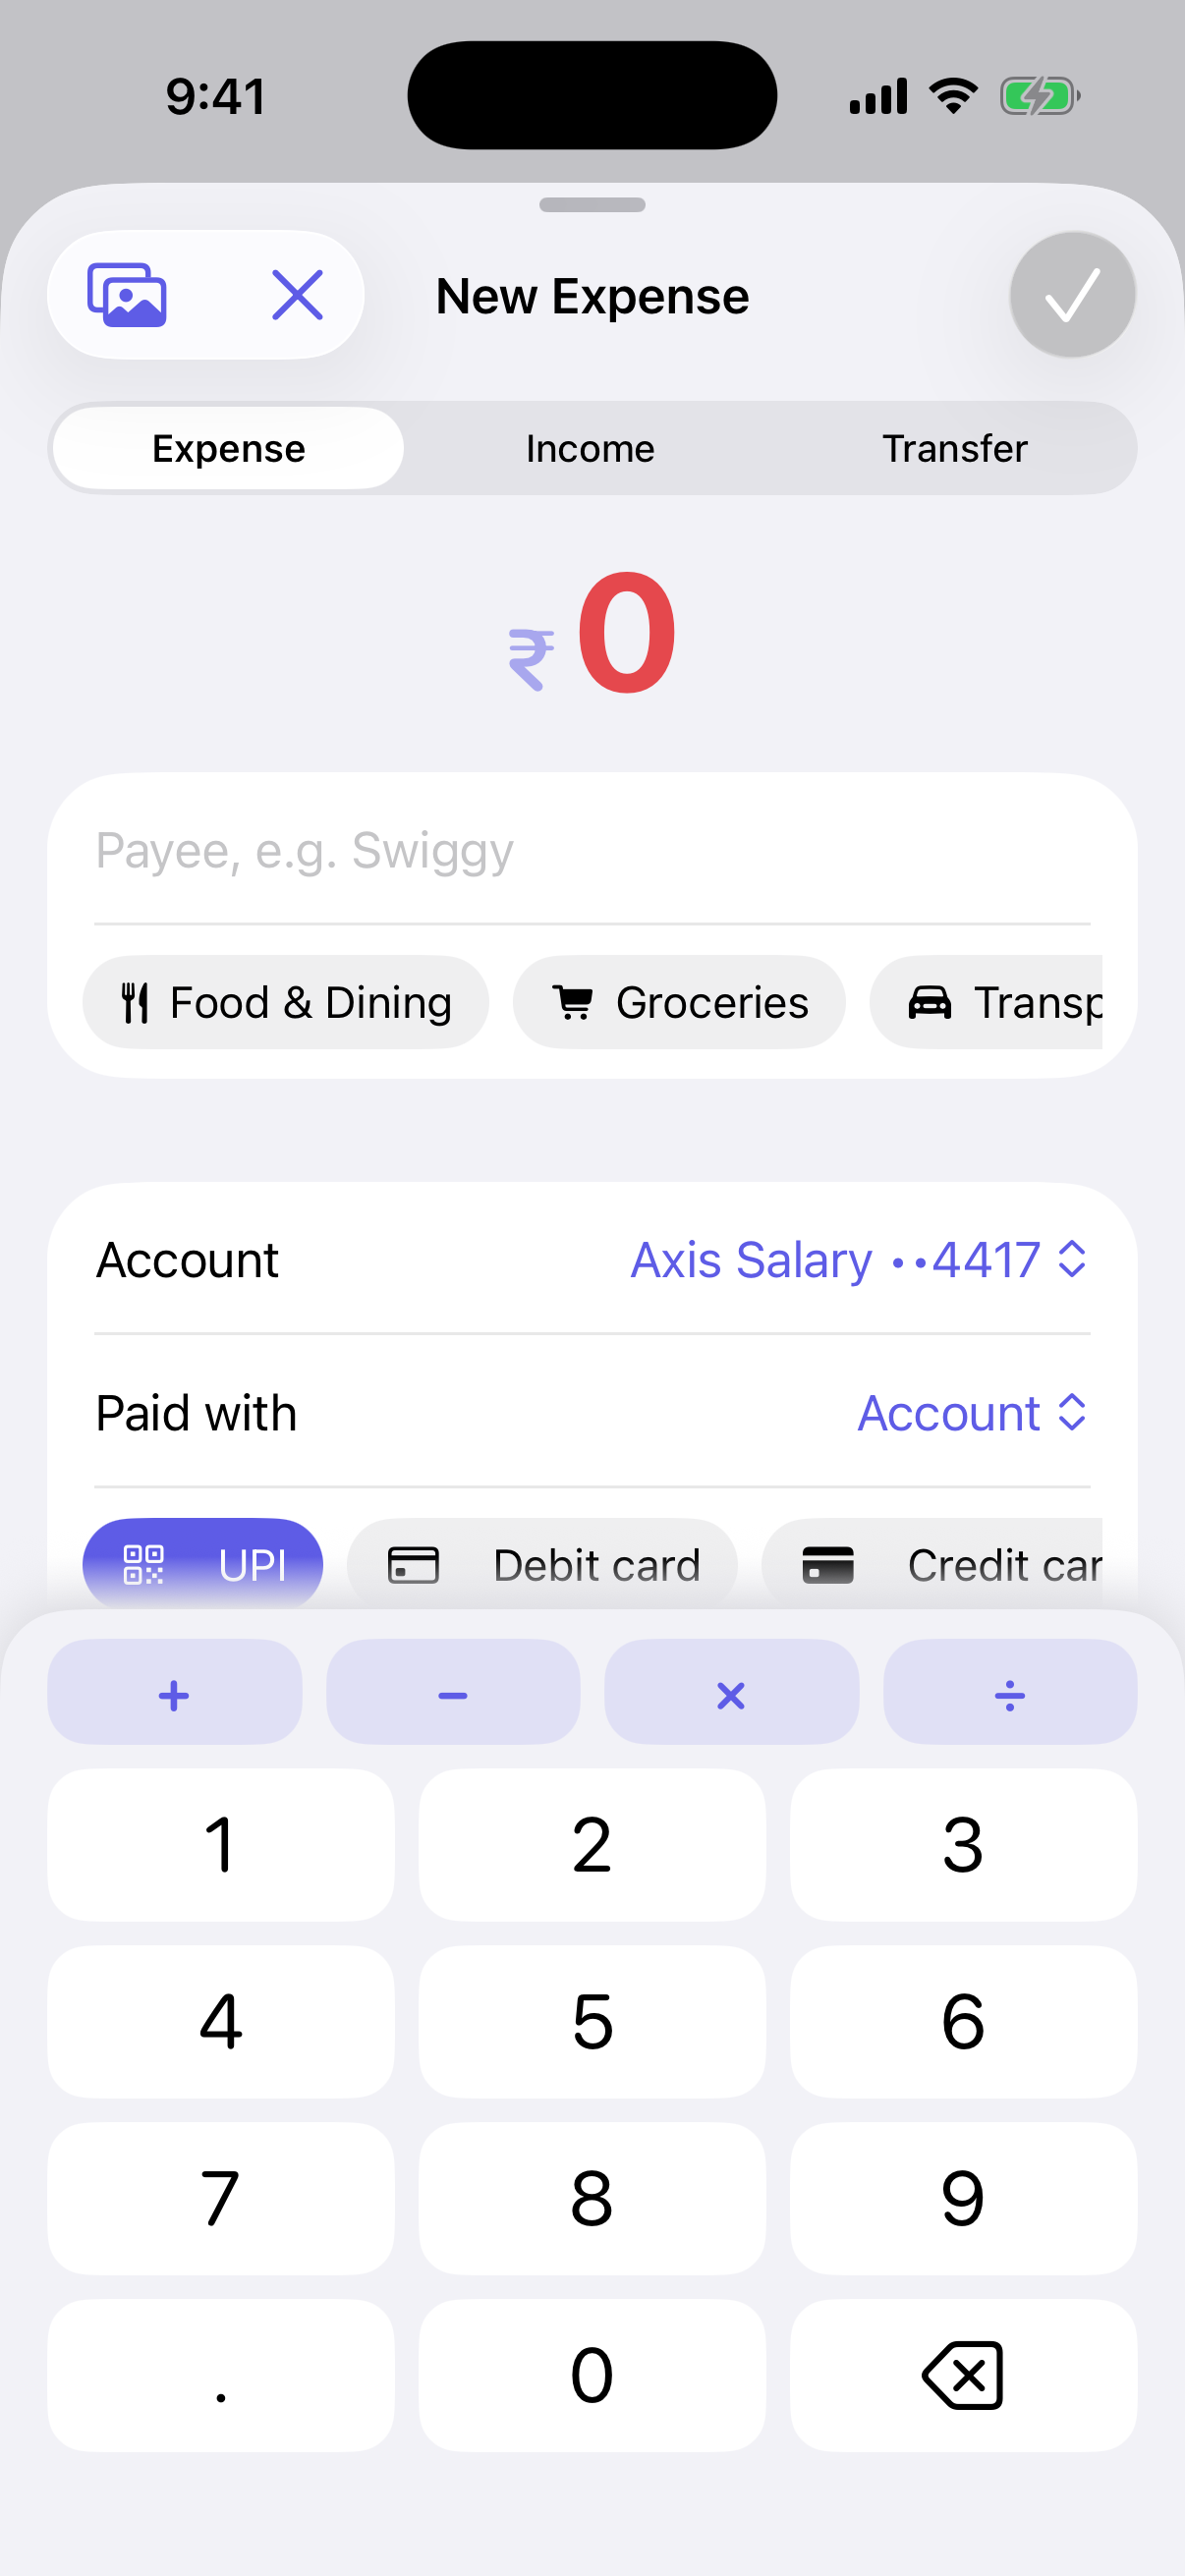 9:41
New Expense
Expense Income Transfer
₹ 0
Payee, e.g. Swiggy
Food & Dining Groceries Transp
Account Axis Salary ••4417
Paid with Account
UPI Debit card Credit car
+ − × ÷
1 2 3
4 5 6
7 8 9
. 0